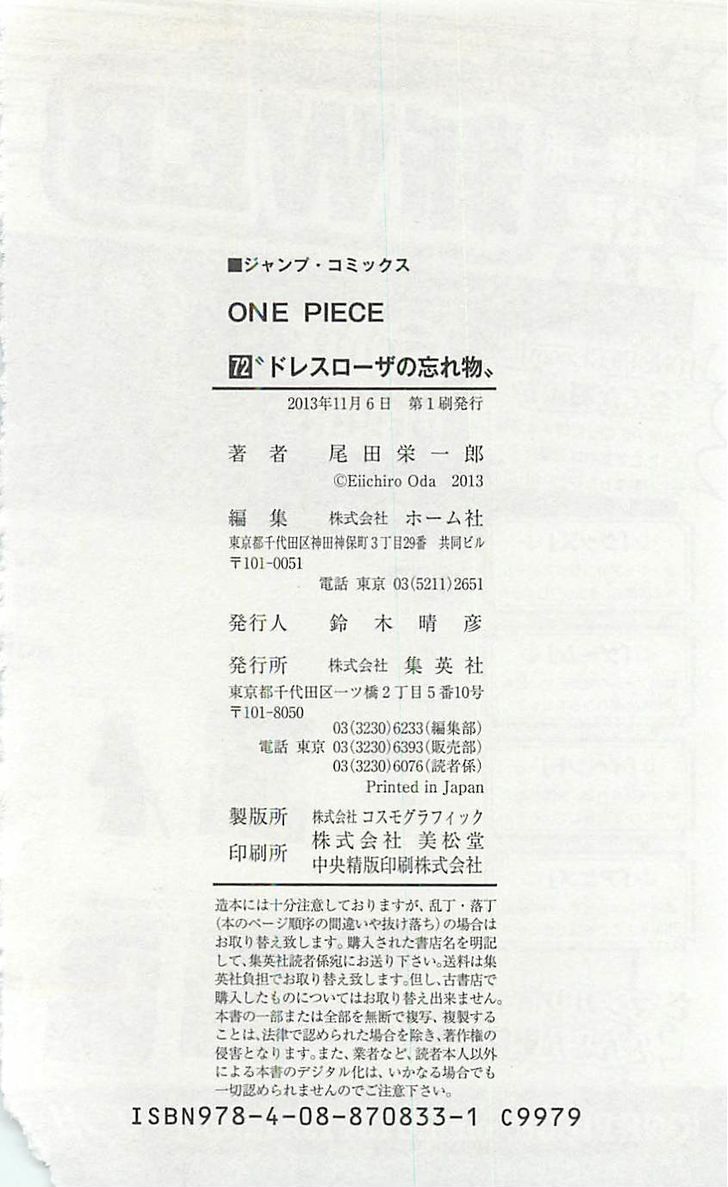 ■ジャンプ・コミックス
ONE PIECE
72〝ドレスローザの忘れ物〟
2013年11月6日　第1刷発行
著者　尾田栄一郎
©Eiichiro Oda　2013
編集　株式会社 ホーム社
東京都千代田区神田神保町3丁目29番　共同ビル
〒101-0051
電話 東京 03(5211)2651
発行人　鈴木晴彦
発行所　株式会社 集英社
東京都千代田区一ツ橋2丁目5番10号
〒101-8050
03(3230)6233(編集部)
電話 東京 03(3230)6393(販売部)
03(3230)6076(読者係)
Printed in Japan
製版所　株式会社 コスモグラフィック
印刷所　株式会社 美松堂
中央精版印刷株式会社
造本には十分注意しておりますが、乱丁・落丁
(本のページ順序の間違いや抜け落ち)の場合は
お取り替え致します。購入された書店名を明記
して、集英社読者係宛にお送り下さい。送料は集
英社負担でお取り替え致します。但し、古書店で
購入したものについてはお取り替え出来ません。
本書の一部または全部を無断で複写、複製する
ことは、法律で認められた場合を除き、著作権の
侵害となります。また、業者など、読者本人以外
による本書のデジタル化は、いかなる場合でも
一切認められませんのでご注意下さい。
ISBN978-4-08-870833-1 C9979